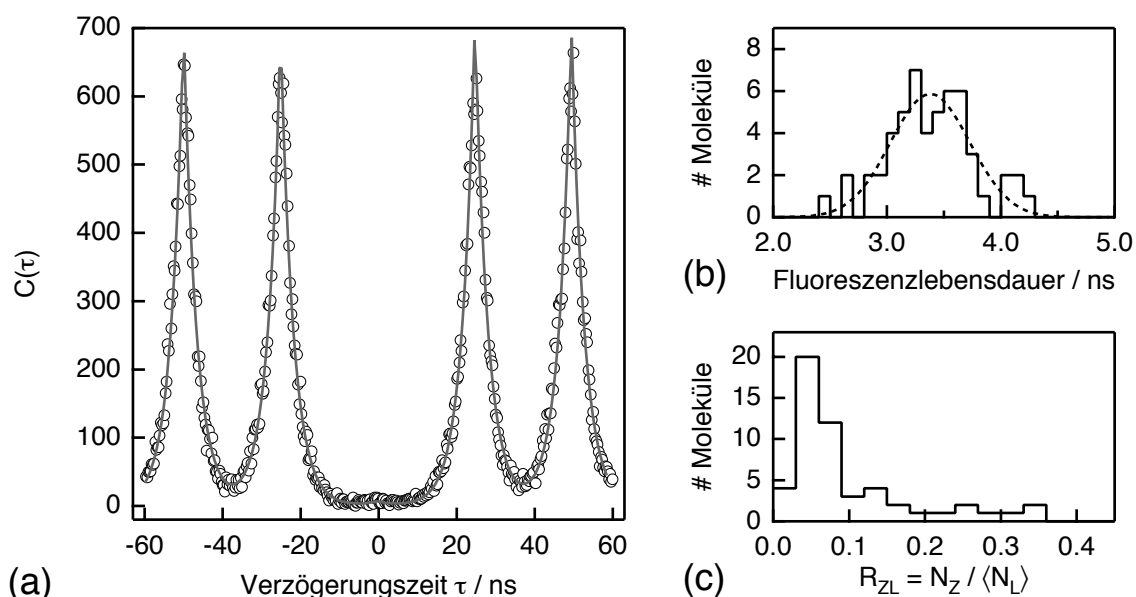 700
600
500
400
300
200
100
0
C(τ)
-60 -40 -20 0 20 40 60
Verzögerungszeit τ / ns
(a)
8
6
4
2
0
# Moleküle
2.0 3.0 4.0 5.0
Fluoreszenzlebensdauer / ns
(b)
20
15
10
5
0
# Moleküle
0.0 0.1 0.2 0.3 0.4
R_ZL = N_Z / ⟨N_L⟩
(c)